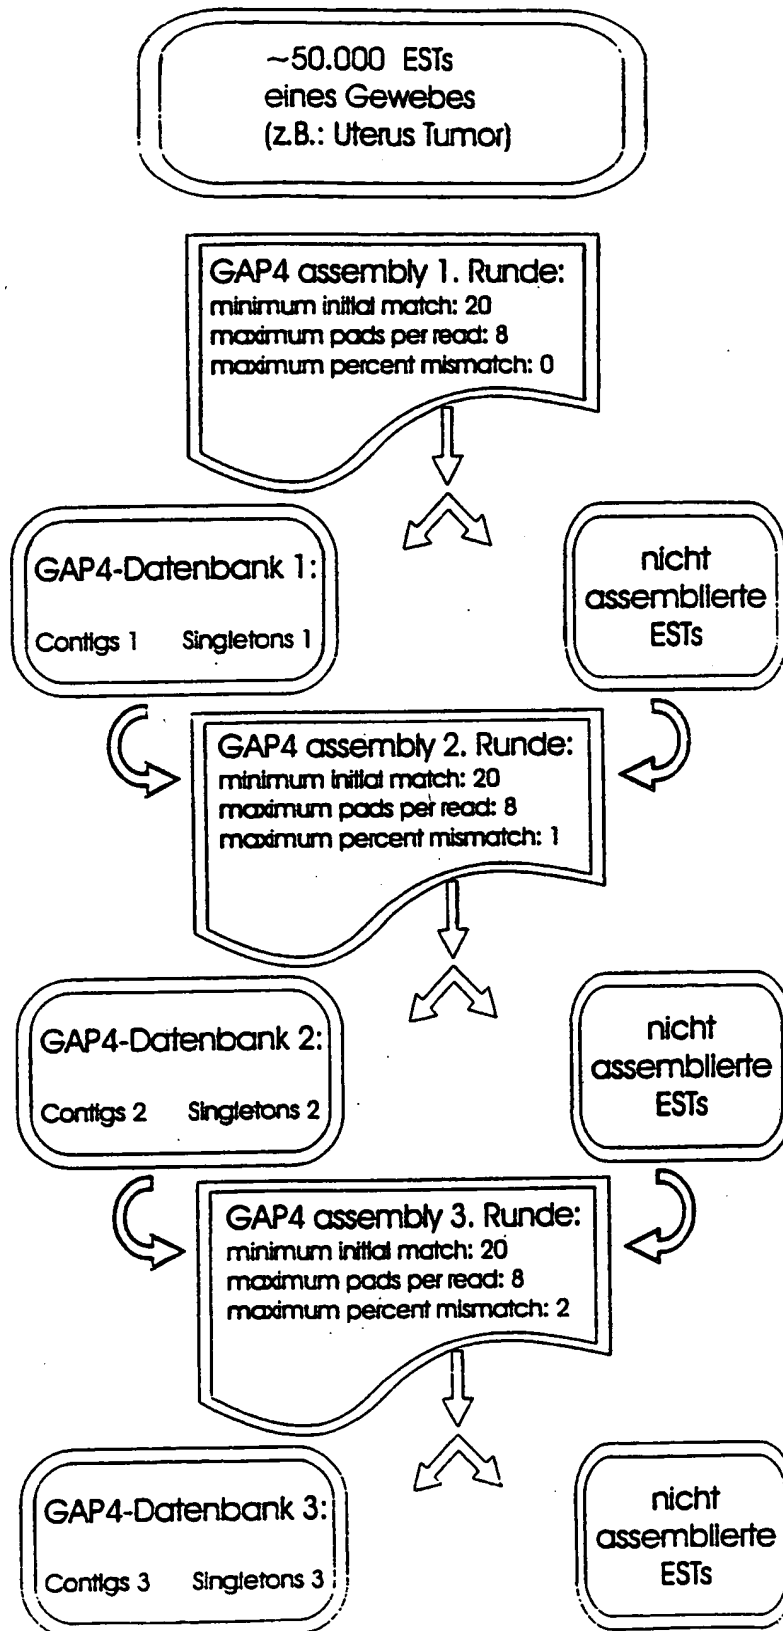 ~50.000 ESTs
eines Gewebes
(z.B.: Uterus Tumor)
GAP4 assembly 1. Runde:
minimum initial match: 20
maximum pads per read: 8
maximum percent mismatch: 0
GAP4-Datenbank 1:
Contigs 1 Singletons 1
nicht
assemblierte
ESTs
GAP4 assembly 2. Runde:
minimum initial match: 20
maximum pads per read: 8
maximum percent mismatch: 1
GAP4-Datenbank 2:
Contigs 2 Singletons 2
nicht
assemblierte
ESTs
GAP4 assembly 3. Runde:
minimum initial match: 20
maximum pads per read: 8
maximum percent mismatch: 2
GAP4-Datenbank 3:
Contigs 3 Singletons 3
nicht
assemblierte
ESTs